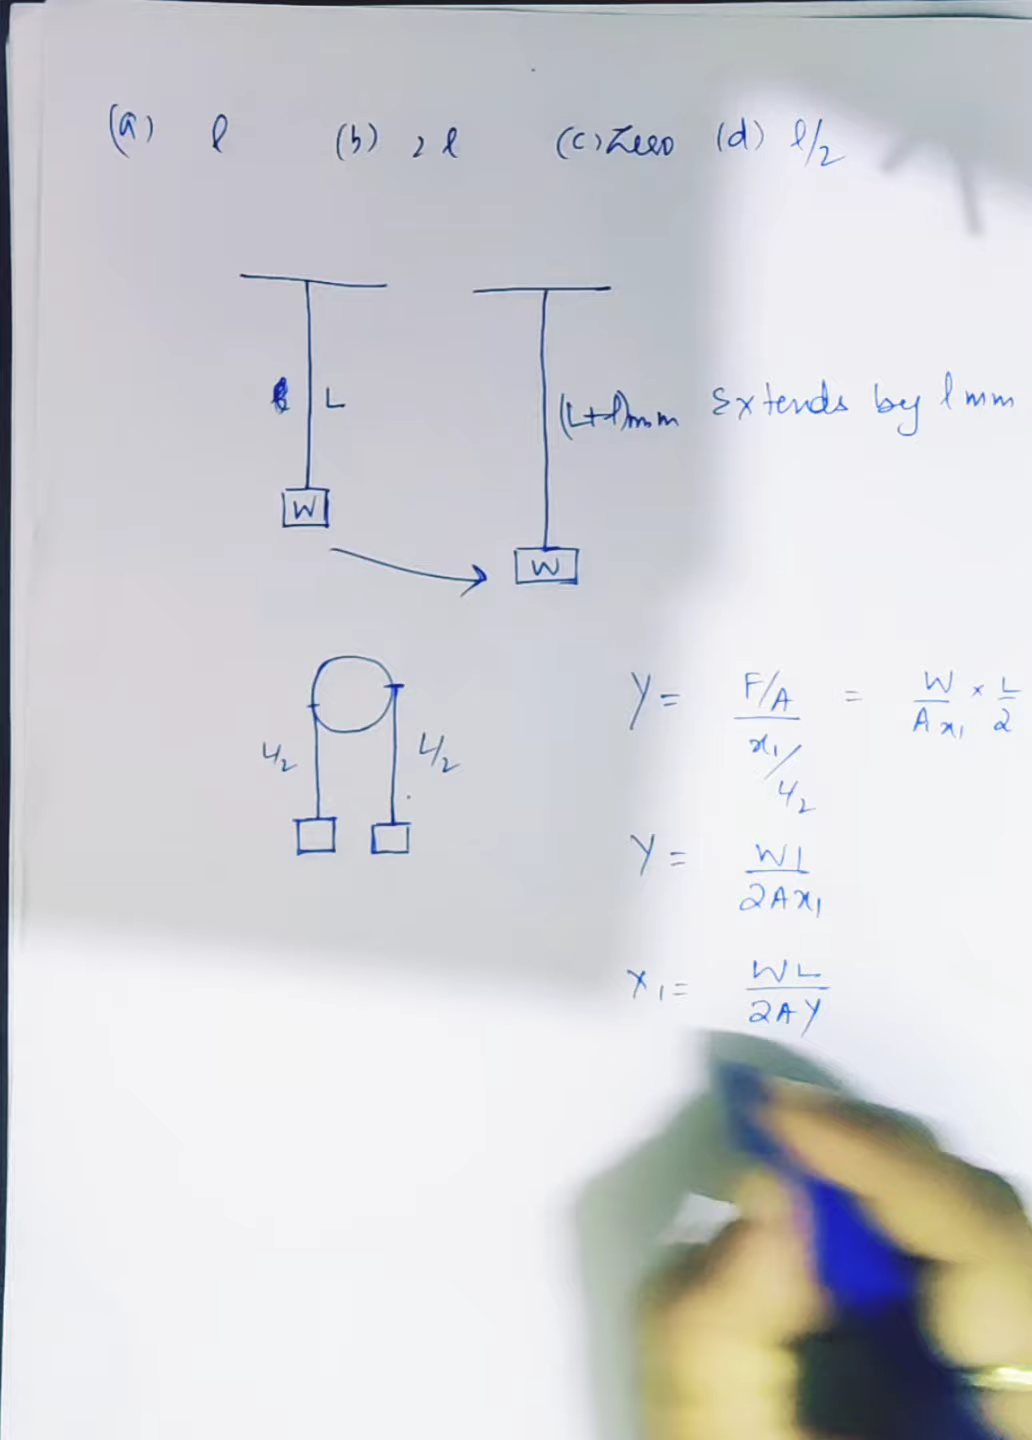 (a) l (b) 2l (c) Zero (d) l/2
L
(L+l)mm Extends by l mm
W
W
Y = F/A / x₁/L/2 = W/A x₁ × L/2
L/2 L/2
Y = WL/2Ax₁
x₁ = WL/2AY